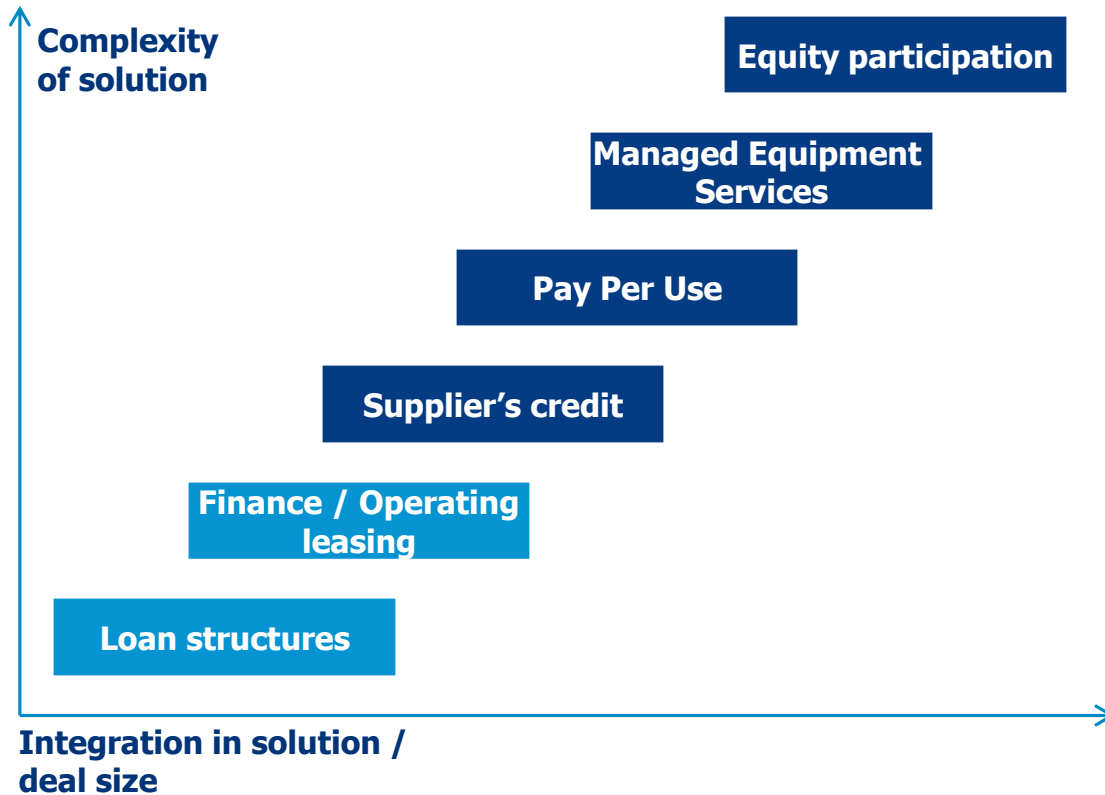 Complexity
of solution
Equity participation
Managed Equipment
Services
Pay Per Use
Supplier’s credit
Finance / Operating
leasing
Loan structures
Integration in solution /
deal size